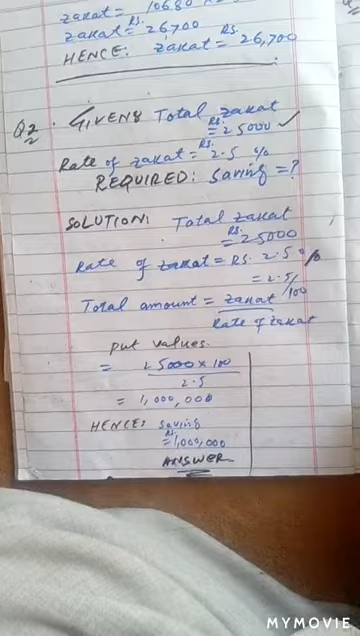 zakat = 10680
Rs.
zakat = 26700
Rs.
HENCE: zakat = 26,700
Q2 . GIVEN: Total zakat
Rs.
= 25000 ✓
Rs.
Rate of zakat = 2.5 %
REQUIRED: Saving = ?
SOLUTION: Total zakat
Rs.
= 25000
Rate of zakat = RS. 2.5 %
= 2.5/100
Total amount = zakat
Rate of zakat
put values.
= 25000 x 100
2.5
= 1,000,000
HENCE: saving
Rs.
= 1,000,000
ANSWER
MYMOVIE